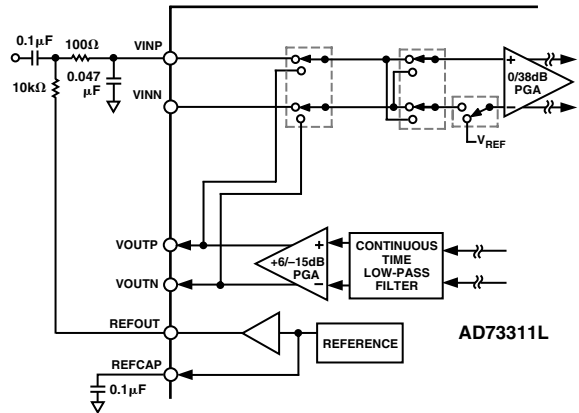 0.1μF
100Ω
VINP
0.047
μF
10kΩ
VINN
+
0/38dB
PGA
–
VREF
VOUTP
+
+6/–15dB
PGA
–
CONTINUOUS
TIME
LOW-PASS
FILTER
VOUTN
REFOUT
REFERENCE
AD73311L
REFCAP
0.1μF